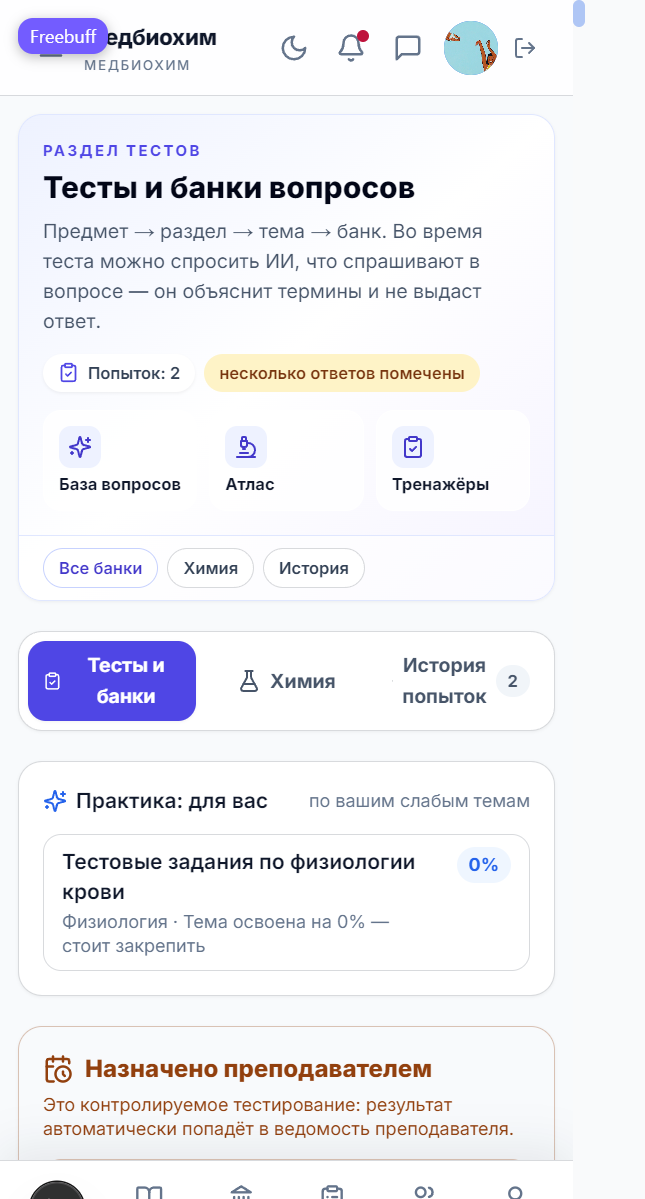 Freebuff
едбиохим
МЕДБИОХИМ
РАЗДЕЛ ТЕСТОВ
Тесты и банки вопросов
Предмет → раздел → тема → банк. Во время
теста можно спросить ИИ, что спрашивают в
вопросе — он объяснит термины и не выдаст
ответ.
Попыток: 2
несколько ответов помечены
База вопросов
Атлас
Тренажёры
Все банки
Химия
История
Тесты и
банки
Химия
История
попыток
2
Практика: для вас
по вашим слабым темам
Тестовые задания по физиологии
крови
0%
Физиология · Тема освоена на 0% —
стоит закрепить
Назначено преподавателем
Это контролируемое тестирование: результат
автоматически попадёт в ведомость преподавателя.